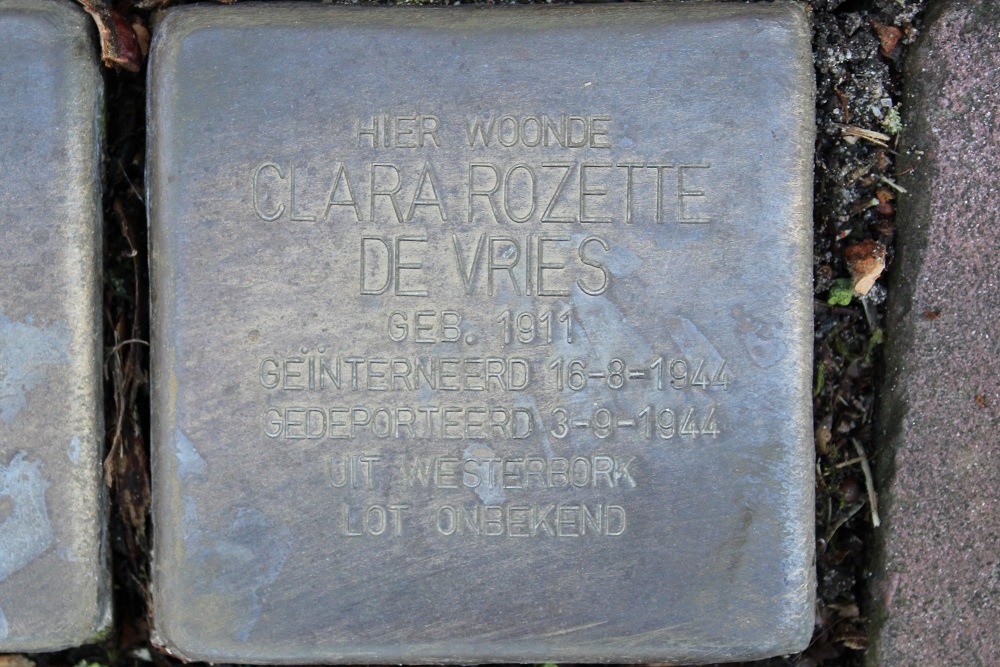 HIER WOONDE
CLARA ROZETTE
DE VRIES
GEB. 1911
GEÏNTERNEERD 16-8-1944
GEDEPORTEERD 3-9-1944
UIT WESTERBORK
LOT ONBEKEND